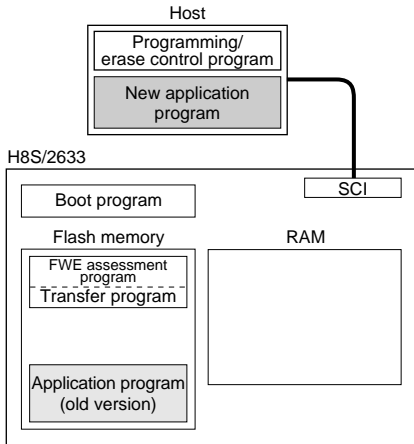 Host
Programming/
erase control program
New application
program
H8S/2633
SCI
Boot program
Flash memory
RAM
FWE assessment
program
Transfer program
Application program
(old version)